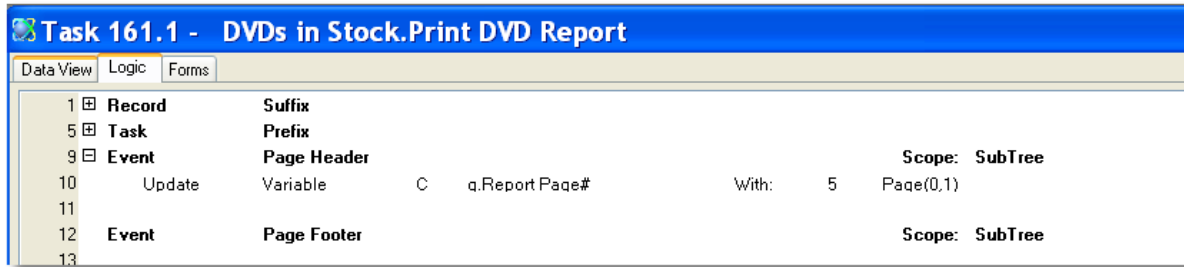 Task 161.1 - DVDs in Stock.Print DVD Report
Data View Logic Forms
1 Record Suffix
5 Task Prefix
9 Event Page Header Scope: SubTree
10 Update Variable C g.Report Page# With: 5 Page(0,1)
11
12 Event Page Footer Scope: SubTree
13